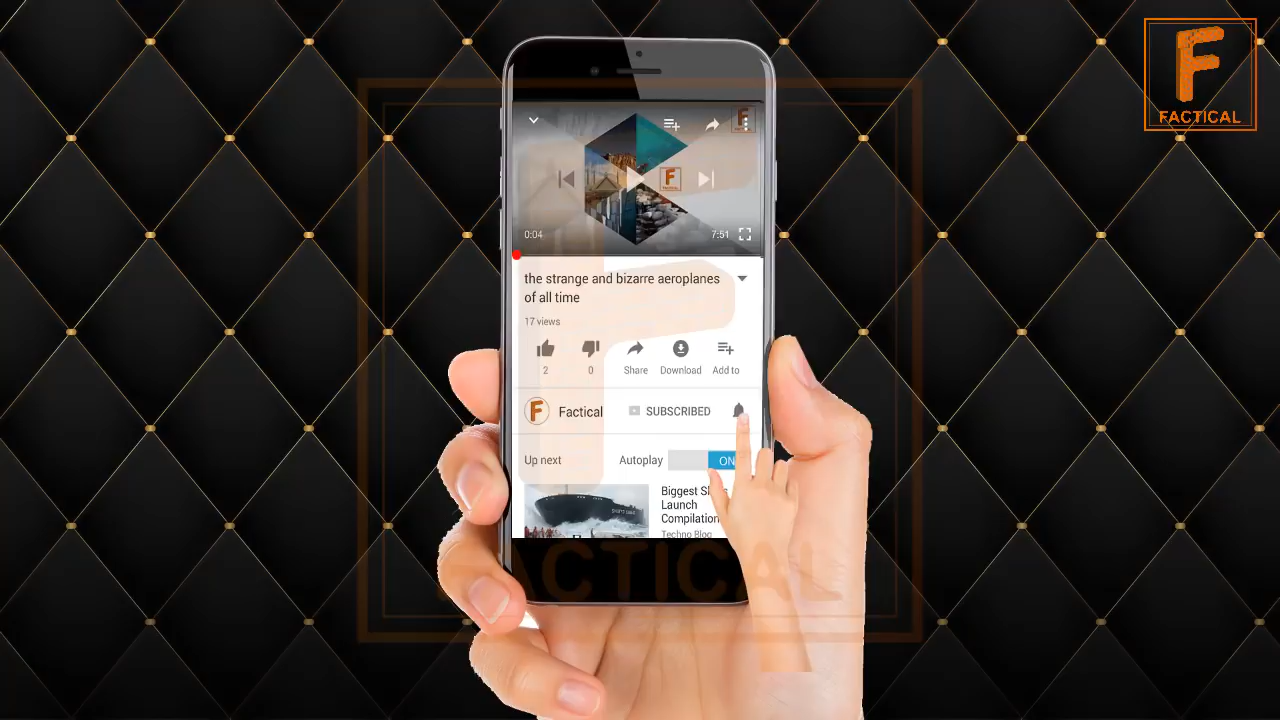 F
FACTICAL
0:04
7:51
the strange and bizarre aeroplanes
of all time
17 views
2
0
Share
Download
Add to
F
Factical
SUBSCRIBED
Up next
Autoplay
ON
Biggest
Launch
Compilation
Techno Blog
FACTICAL